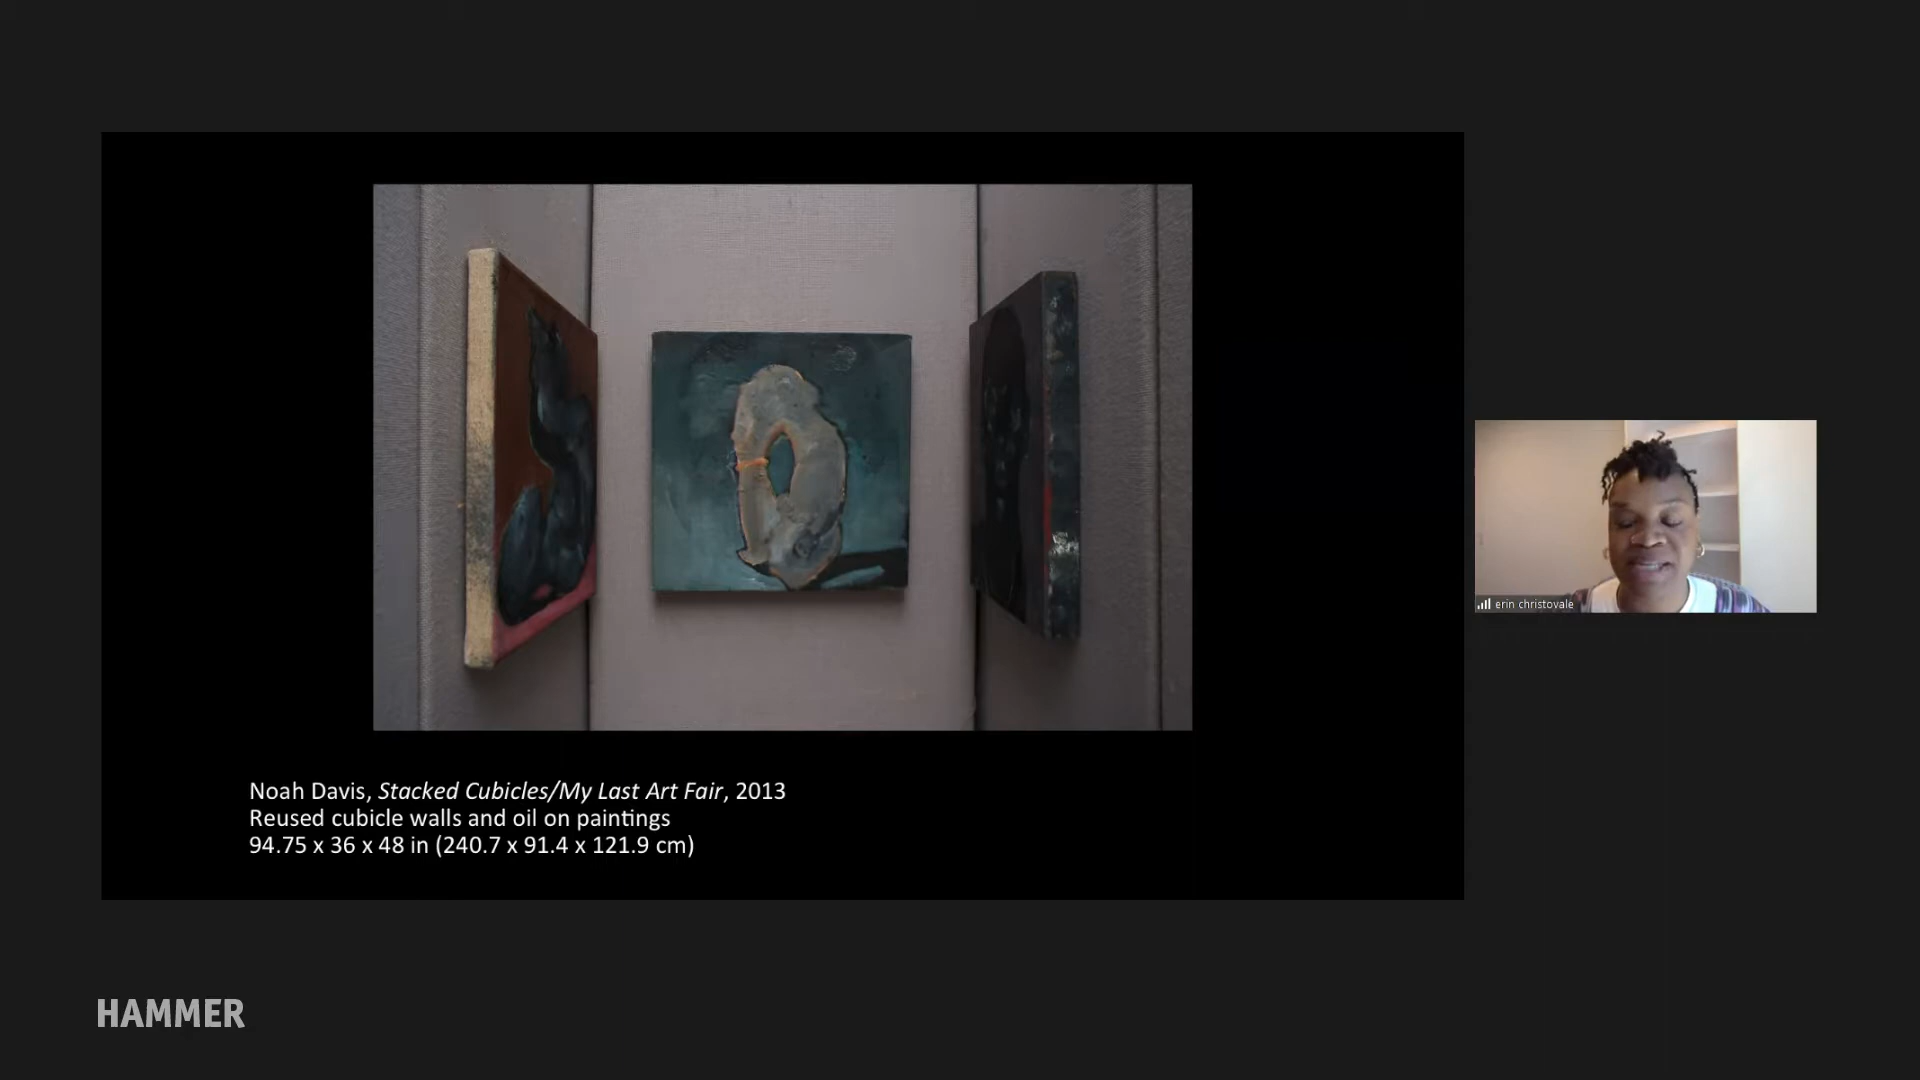 erin christovale
Noah Davis, Stacked Cubicles/My Last Art Fair, 2013
Reused cubicle walls and oil on paintings
94.75 x 36 x 48 in (240.7 x 91.4 x 121.9 cm)
HAMMER